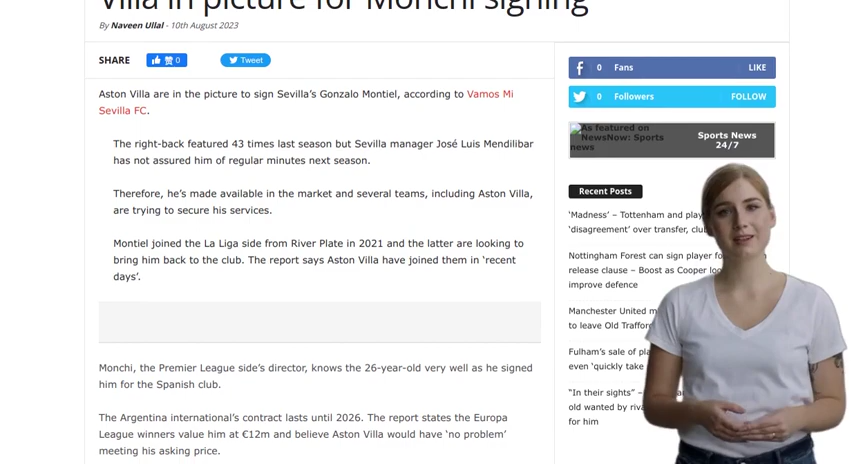 Villa in picture for Monchi signing
By Naveen Ullal - 10th August 2023
SHARE
赞 0
Tweet
Aston Villa are in the picture to sign Sevilla’s Gonzalo Montiel, according to Vamos Mi
Sevilla FC.
The right-back featured 43 times last season but Sevilla manager José Luis Mendilibar
has not assured him of regular minutes next season.
Therefore, he’s made available in the market and several teams, including Aston Villa,
are trying to secure his services.
Montiel joined the La Liga side from River Plate in 2021 and the latter are looking to
bring him back to the club. The report says Aston Villa have joined them in ‘recent
days’.
Monchi, the Premier League side’s director, knows the 26-year-old very well as he signed
him for the Spanish club.
The Argentina international’s contract lasts until 2026. The report states the Europa
League winners value him at €12m and believe Aston Villa would have ‘no problem’
meeting his asking price.
0 Fans LIKE
0 Followers FOLLOW
As featured on
NewsNow: Sports
news
Sports News
24/7
Recent Posts
‘Madness’ – Tottenham and
‘disagreement’ over transfer,
Nottingham Forest can sign player
release clause – Boost as Cooper
improve defence
Manchester United
to leave Old
Fulham’s sale of
even ‘quickly take
“In their sights” –
old wanted by
for him